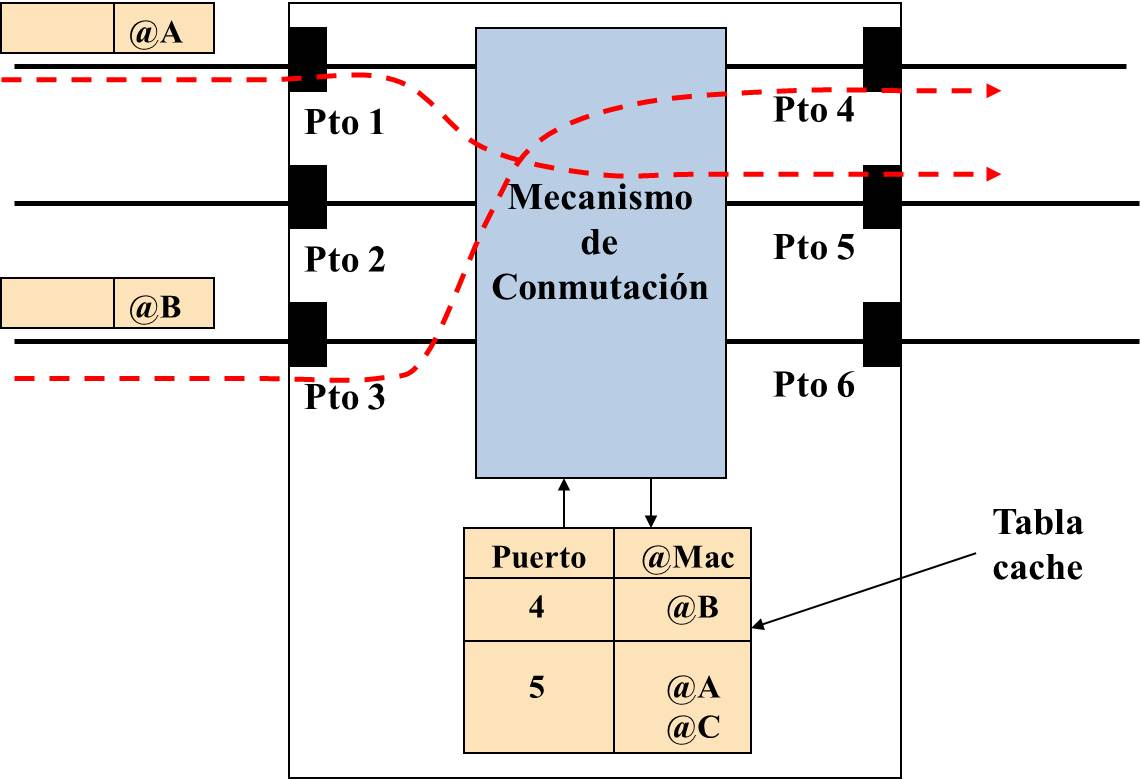 @A
Pto 1
Pto 4
Mecanismo
de
Conmutación
Pto 2
Pto 5
@B
Pto 3
Pto 6
Tabla
cache
Puerto @Mac
4 @B
5 @A
@C